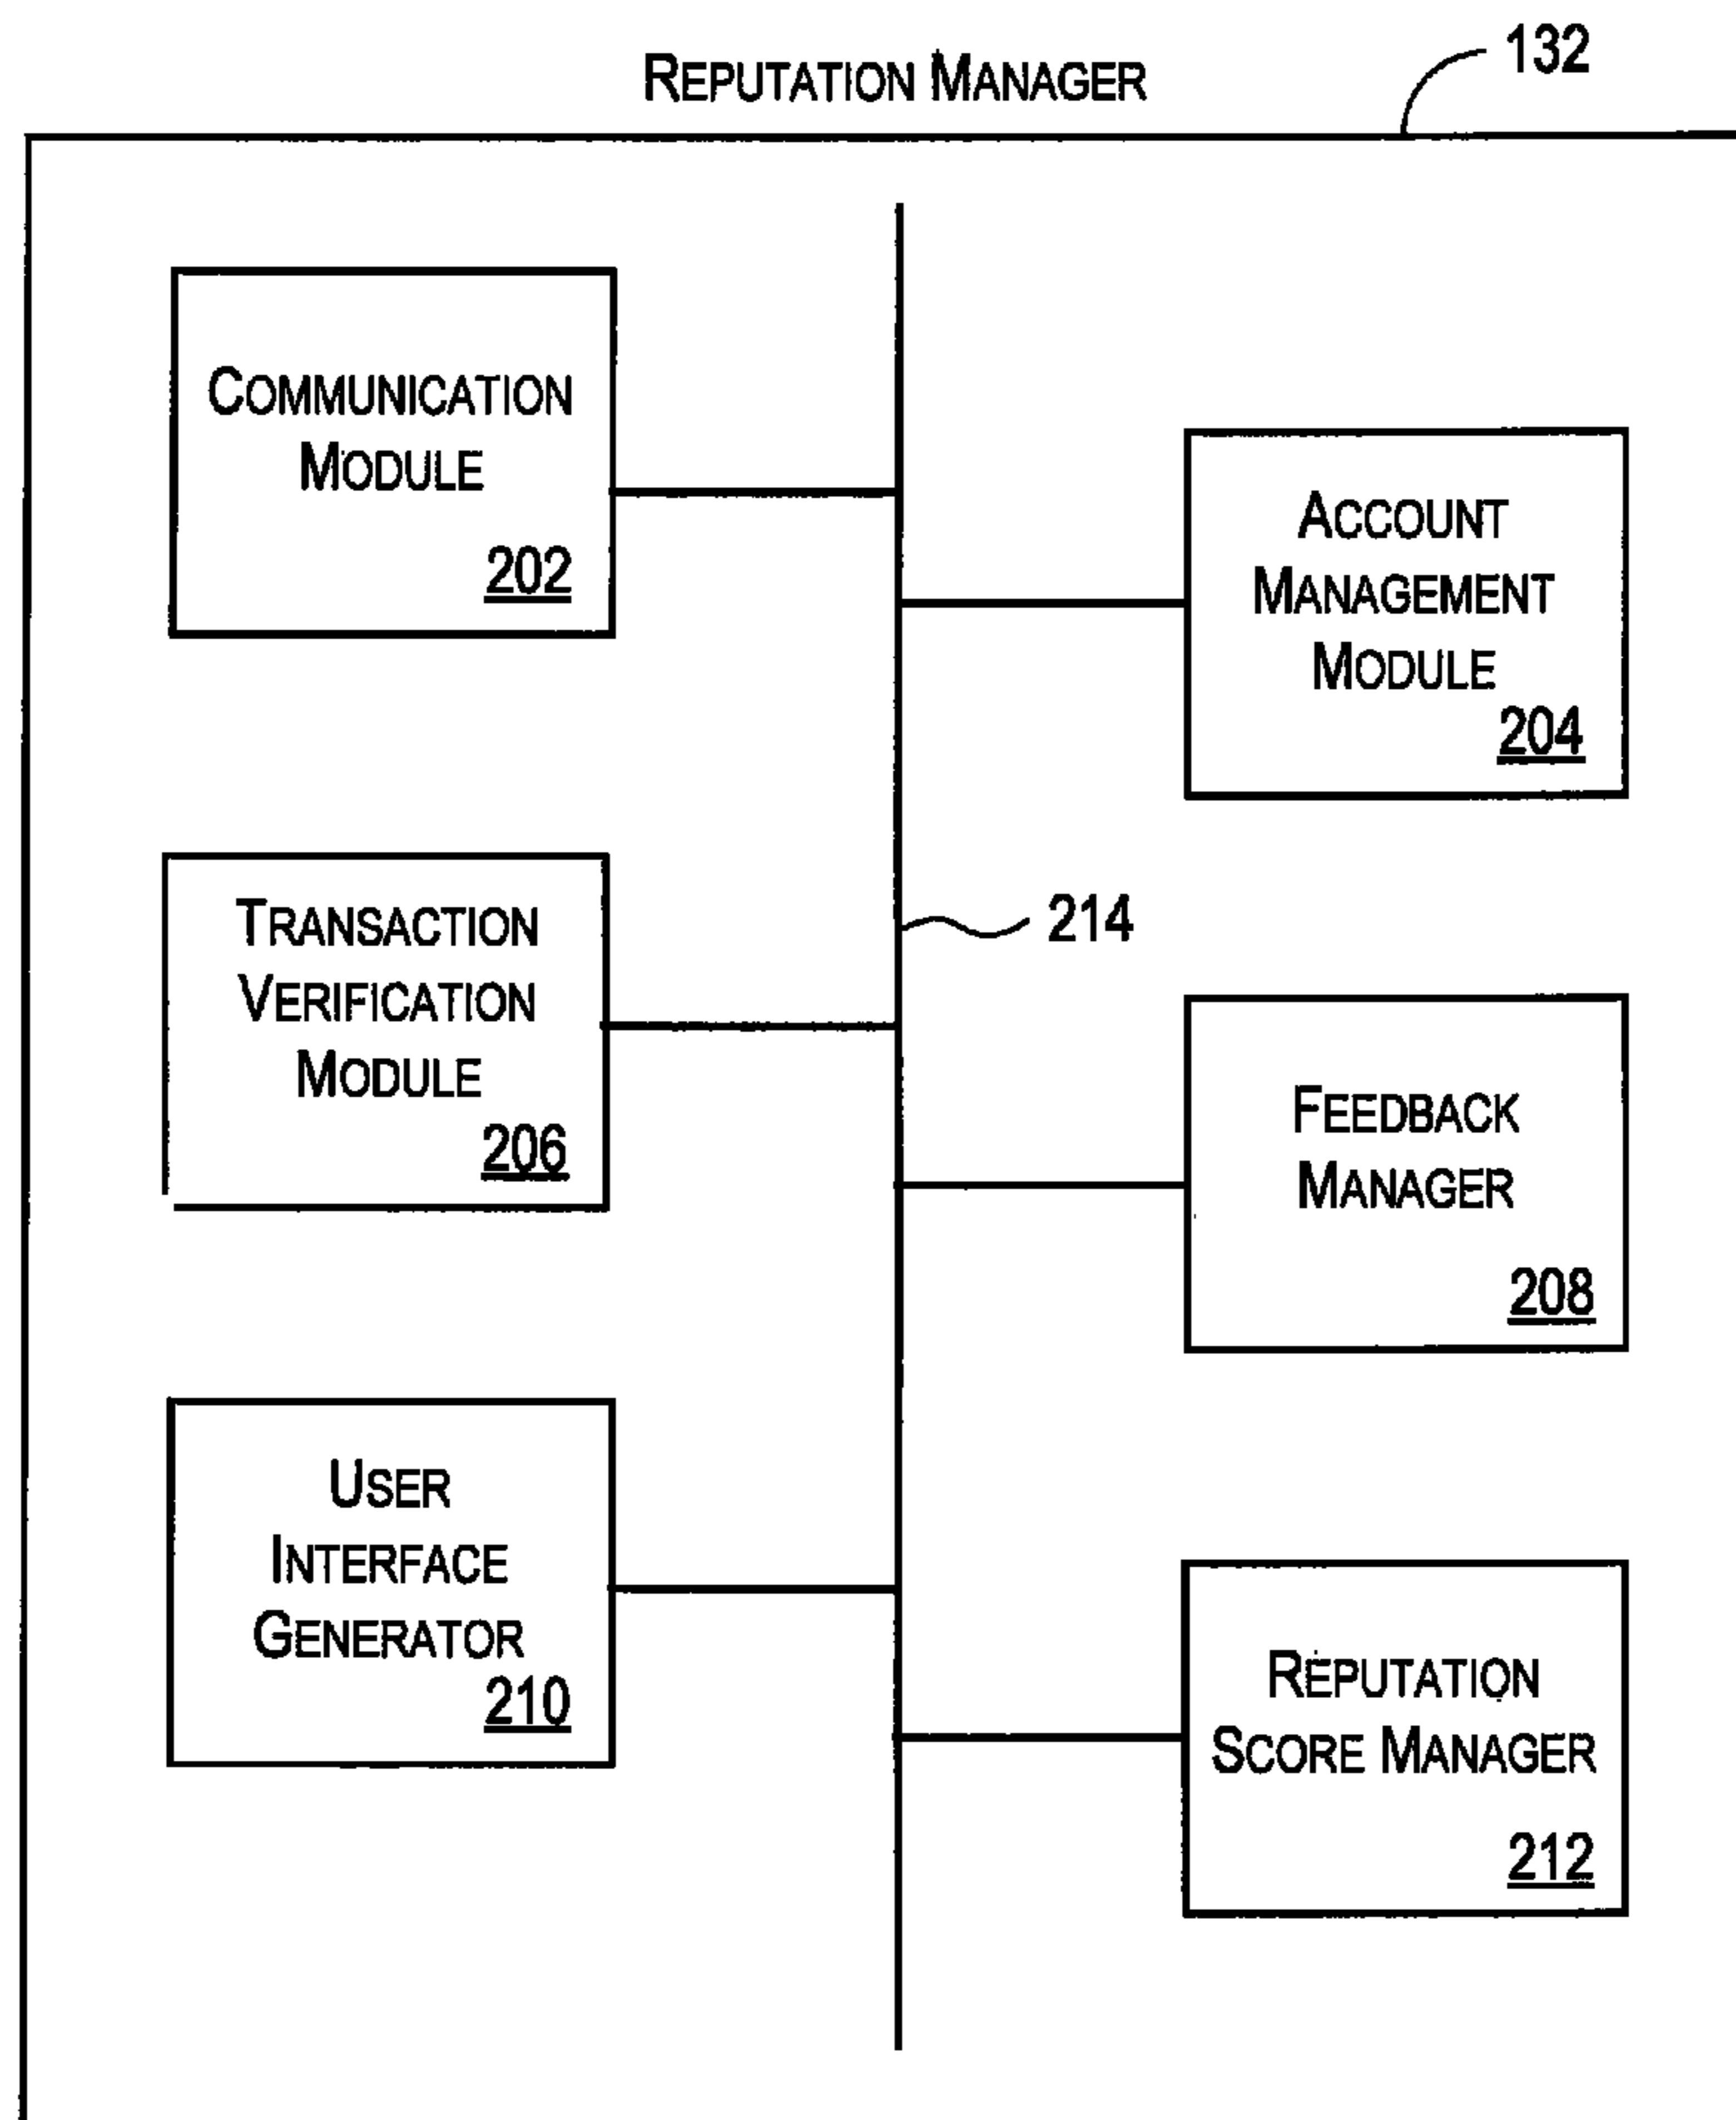 REPUTATION MANAGER
132
COMMUNICATION
MODULE
202
ACCOUNT
MANAGEMENT
MODULE
204
TRANSACTION
VERIFICATION
MODULE
206
214
FEEDBACK
MANAGER
208
USER
INTERFACE
GENERATOR
210
REPUTATION
SCORE MANAGER
212